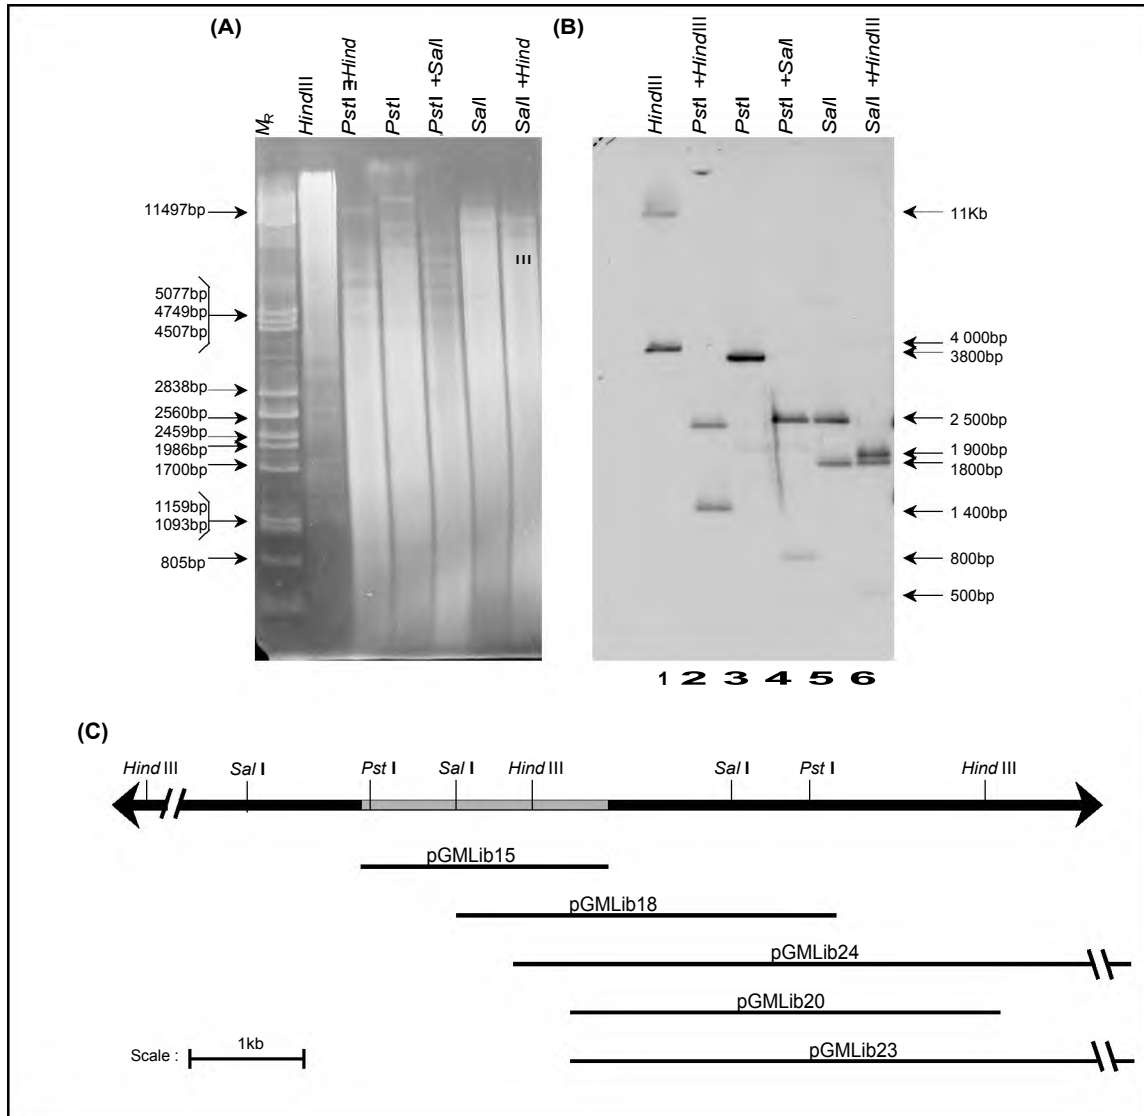 (A)
(B)
MR
HindIII
PstI +HindIII
PstI
PstI +SalI
SalI
SalI +Hind
III
HindIII
PstI +HindIII
PstI
PstI +SalI
SalI
SalI +HindIII
11497bp
5077bp
4749bp
4507bp
2838bp
2560bp
2459bp
1986bp
1700bp
1159bp
1093bp
805bp
11Kb
4 000bp
3800bp
2 500bp
1 900bp
1800bp
1 400bp
800bp
500bp
1 2 3 4 5 6
(C)
Hind III Sal I Pst I Sal I Hind III Sal I Pst I Hind III
pGMLib15
pGMLib18
pGMLib24
pGMLib20
pGMLib23
Scale : 1kb